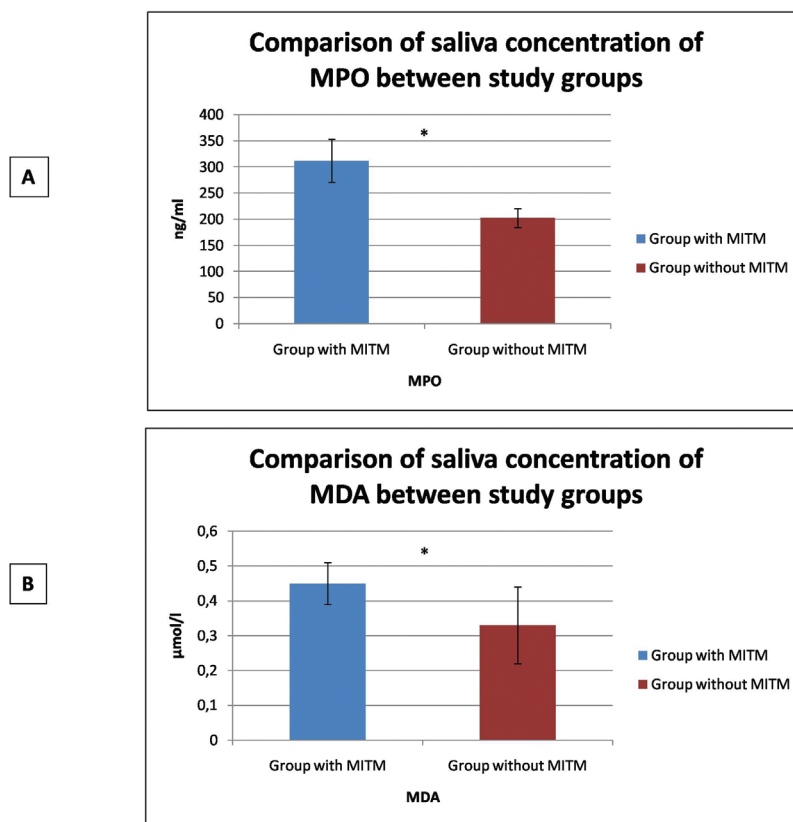 A
Comparison of saliva concentration of
MPO between study groups
ng/ml
400
350
300
250
200
150
100
50
0
*
Group with MITM
Group without MITM
MPO
Group with MITM
Group without MITM
B
Comparison of saliva concentration of
MDA between study groups
µmol/l
0,6
0,5
0,4
0,3
0,2
0,1
0
*
Group with MITM
Group without MITM
MDA
Group with MITM
Group without MITM